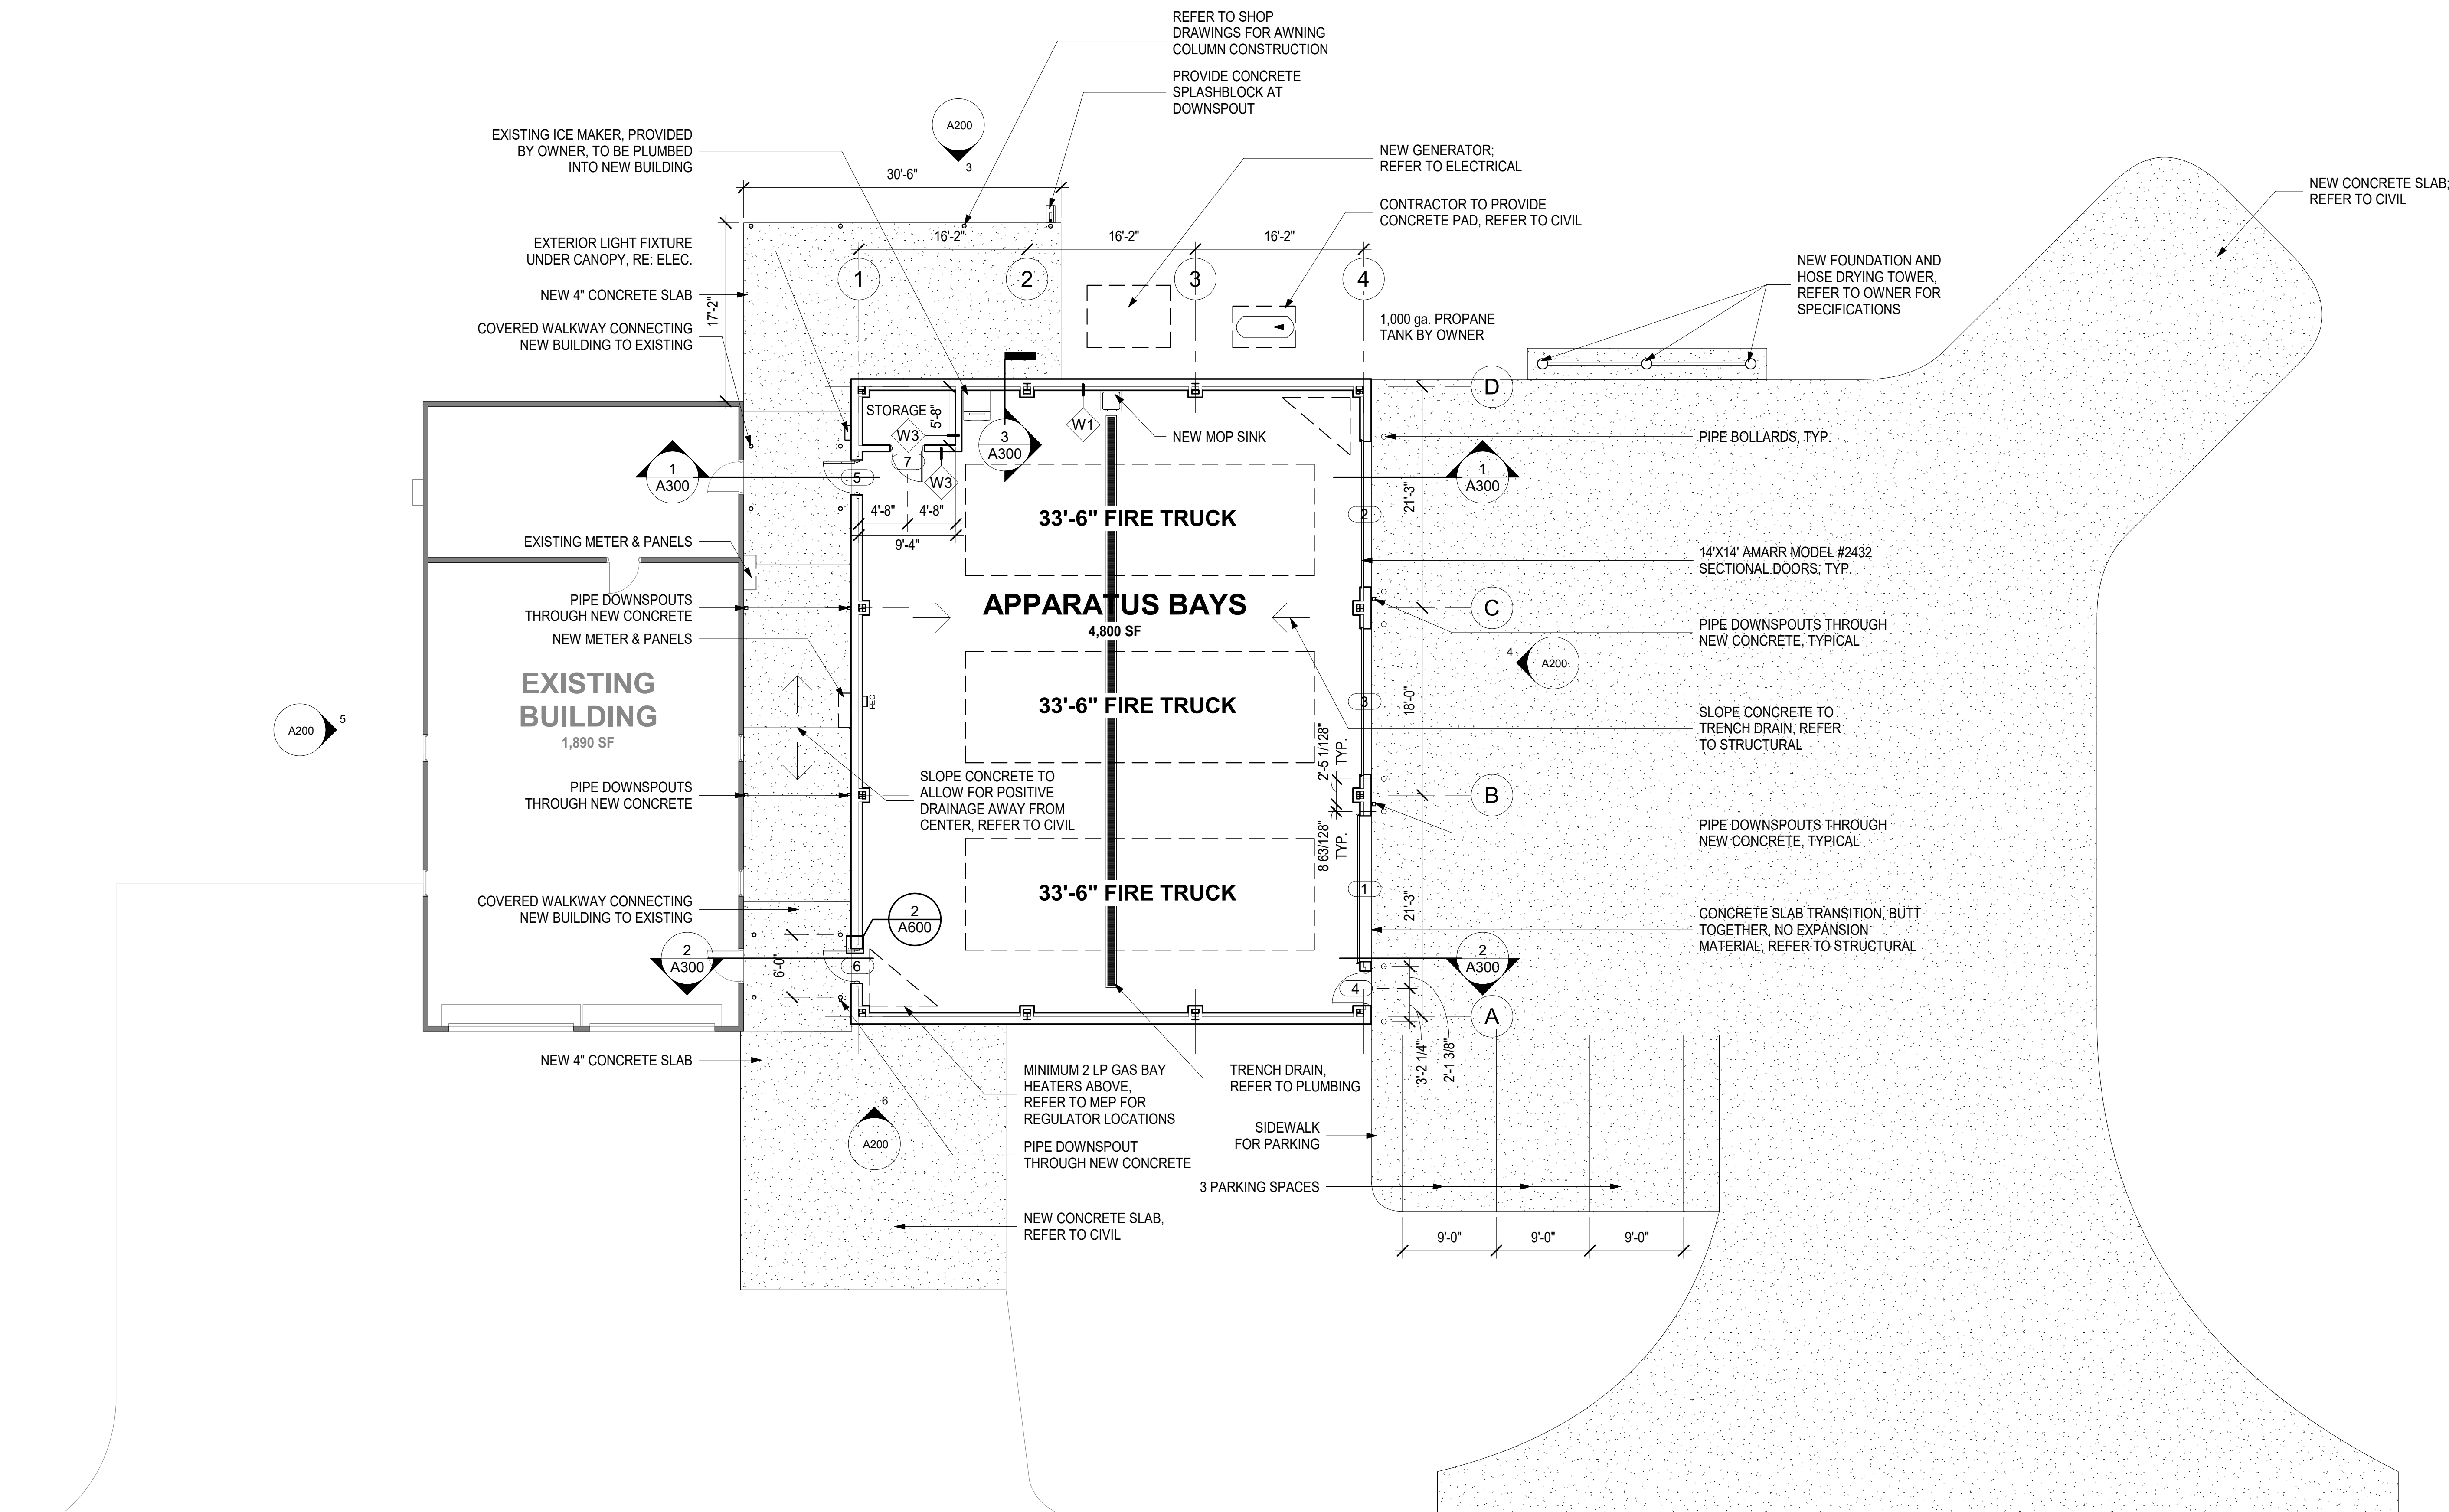 REFER TO SHOP
DRAWINGS FOR AWNING
COLUMN CONSTRUCTION
PROVIDE CONCRETE
SPLASHBLOCK AT
DOWNSPOUT
A200
3
EXISTING ICE MAKER, PROVIDED
BY OWNER, TO BE PLUMBED
INTO NEW BUILDING
NEW GENERATOR;
REFER TO ELECTRICAL
30'-6"
NEW CONCRETE SLAB;
REFER TO CIVIL
CONTRACTOR TO PROVIDE
CONCRETE PAD, REFER TO CIVIL
16'-2"
16'-2"
16'-2"
EXTERIOR LIGHT FIXTURE
UNDER CANOPY, RE: ELEC.
NEW FOUNDATION AND
HOSE DRYING TOWER,
REFER TO OWNER FOR
SPECIFICATIONS
1
2
3
4
NEW 4" CONCRETE SLAB
17'-2"
COVERED WALKWAY CONNECTING
NEW BUILDING TO EXISTING
1,000 ga. PROPANE
TANK BY OWNER
D
STORAGE
5'-8"
W3
W1
NEW MOP SINK
PIPE BOLLARDS, TYP.
3
A300
7
5
W3
1
A300
1
A300
21'-3"
4'-8"
4'-8"
9'-4"
33'-6" FIRE TRUCK
2
EXISTING METER & PANELS
14'X14' AMARR MODEL #2432
SECTIONAL DOORS, TYP.
PIPE DOWNSPOUTS
THROUGH NEW CONCRETE
APPARATUS BAYS
4,800 SF
C
NEW METER & PANELS
PIPE DOWNSPOUTS THROUGH
NEW CONCRETE, TYPICAL
4
A200
EXISTING
BUILDING
1,890 SF
A200
5
FEC
33'-6" FIRE TRUCK
3
18'-0"
SLOPE CONCRETE TO
TRENCH DRAIN, REFER
TO STRUCTURAL
2'-5 1/128"
TYP.
SLOPE CONCRETE TO
ALLOW FOR POSITIVE
DRAINAGE AWAY FROM
CENTER, REFER TO CIVIL
PIPE DOWNSPOUTS
THROUGH NEW CONCRETE
B
8 63/128"
TYP.
PIPE DOWNSPOUTS THROUGH
NEW CONCRETE, TYPICAL
33'-6" FIRE TRUCK
1
21'-3"
COVERED WALKWAY CONNECTING
NEW BUILDING TO EXISTING
2
A600
CONCRETE SLAB TRANSITION, BUTT
TOGETHER, NO EXPANSION
MATERIAL, REFER TO STRUCTURAL
2
A300
6'-0"
6
2
A300
4
A
3'-2 1/4"
2'-1 3/8"
NEW 4" CONCRETE SLAB
MINIMUM 2 LP GAS BAY
HEATERS ABOVE,
REFER TO MEP FOR
REGULATOR LOCATIONS
TRENCH DRAIN,
REFER TO PLUMBING
6
A200
SIDEWALK
FOR PARKING
PIPE DOWNSPOUT
THROUGH NEW CONCRETE
3 PARKING SPACES
NEW CONCRETE SLAB,
REFER TO CIVIL
9'-0"
9'-0"
9'-0"